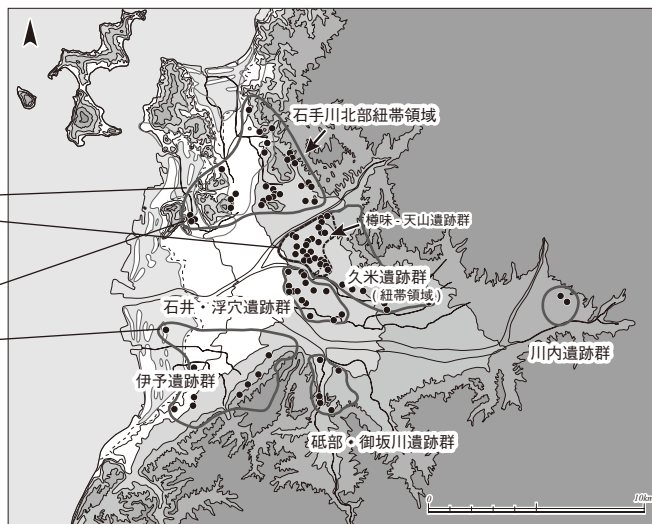 石手川北部紐帯領域
樽味 - 天山遺跡群
久米遺跡群
( 紐帯領域 )
石井・浮穴遺跡群
川内遺跡群
伊予遺跡群
砥部・御坂川遺跡群
0
10km